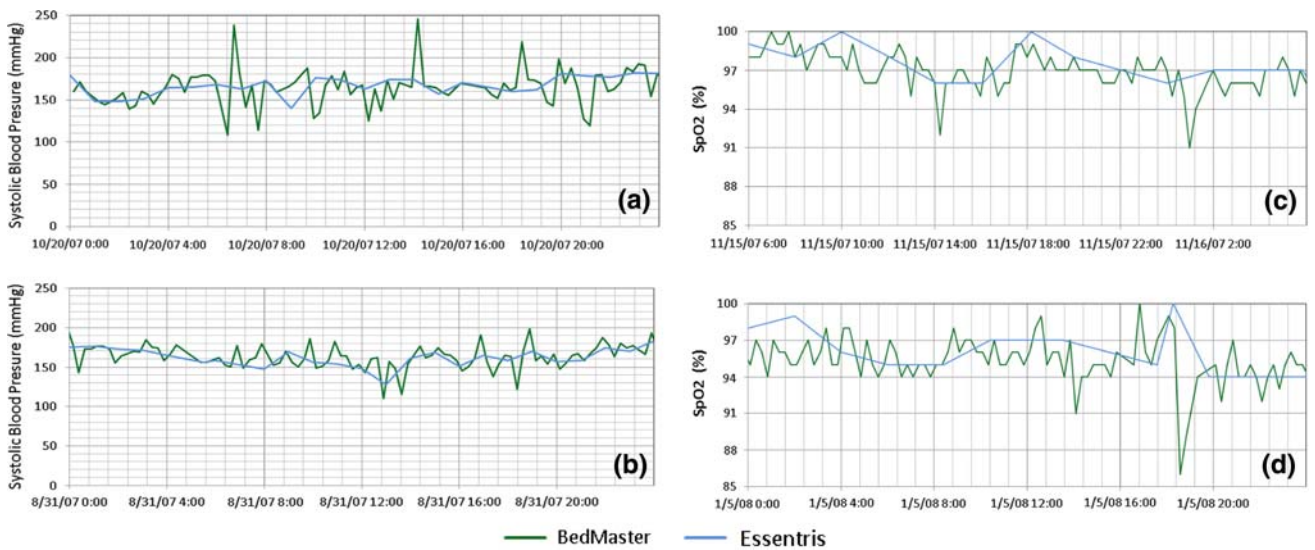 Systolic Blood Presure (mmHg)
250
200
150
100
50
0
(a)
10/20/07 0:00 10/20/07 4:00 10/20/07 8:00 10/20/07 12:00 10/20/07 16:00 10/20/07 20:00
SpO2 (%)
100
97
94
91
88
85
(c)
11/15/07 6:00 11/15/07 10:00 11/15/07 14:00 11/15/07 18:00 11/15/07 22:00 11/16/07 2:00
Systolic Blood Presure (mmHg)
250
200
150
100
50
0
(b)
8/31/07 0:00 8/31/07 4:00 8/31/07 8:00 8/31/07 12:00 8/31/07 16:00 8/31/07 20:00
SpO2 (%)
100
97
94
91
88
85
(d)
1/5/08 0:00 1/5/08 4:00 1/5/08 8:00 1/5/08 12:00 1/5/08 16:00 1/5/08 20:00
BedMaster Essentris